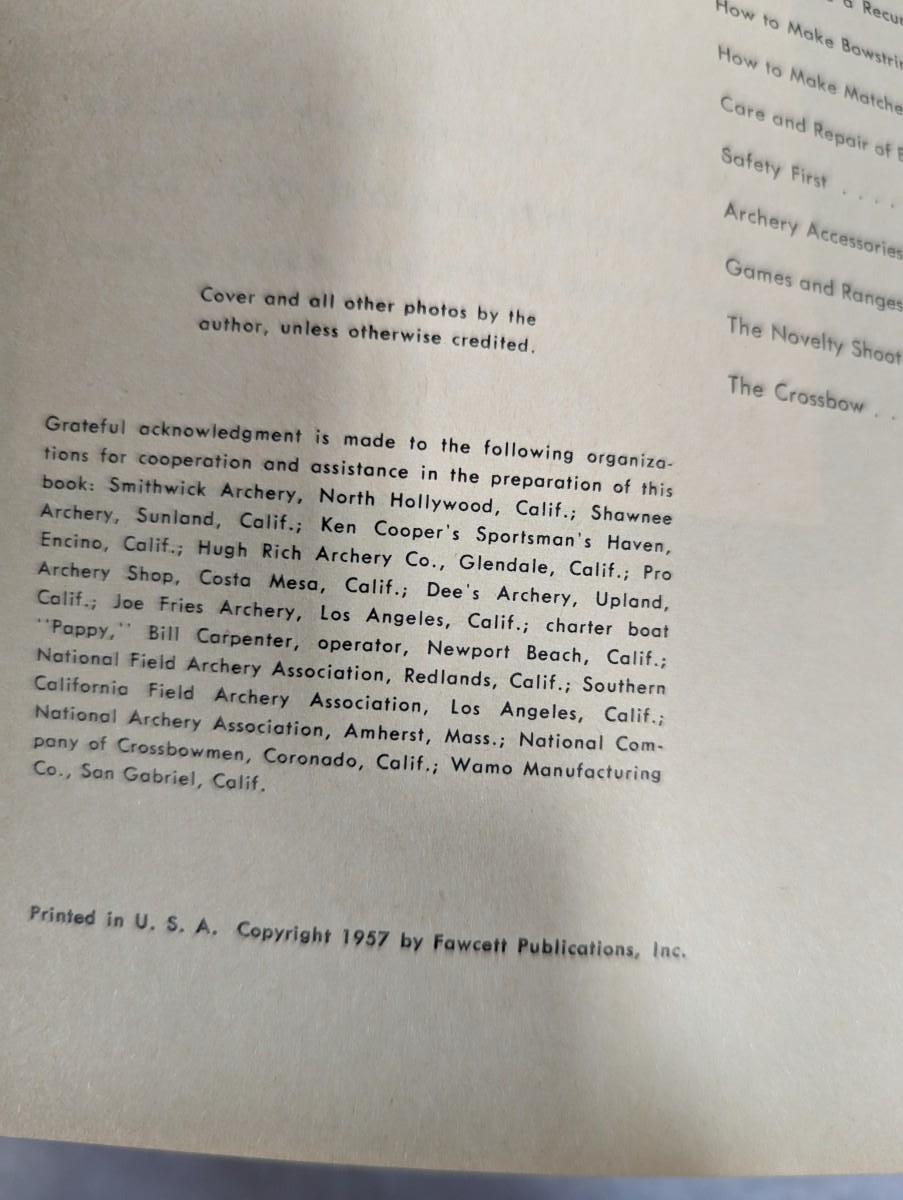 Cover and all other photos by the
author, unless otherwise credited.
Grateful acknowledgment is made to the following organiza-
tions for cooperation and assistance in the preparation of this
book: Smithwick Archery, North Hollywood, Calif.; Shawnee
Archery, Sunland, Calif.; Ken Cooper's Sportsman's Haven,
Encino, Calif.; Hugh Rich Archery Co., Glendale, Calif.; Pro
Archery Shop, Costa Mesa, Calif.; Dee's Archery, Upland,
Calif.; Joe Fries Archery, Los Angeles, Calif.; charter boat
"Pappy," Bill Carpenter, operator, Newport Beach, Calif.;
National Field Archery Association, Redlands, Calif.; Southern
California Field Archery Association, Los Angeles, Calif.;
National Archery Association, Amherst, Mass.; National Com-
pany of Crossbowmen, Coronado, Calif.; Wamo Manufacturing
Co., San Gabriel, Calif.
Printed in U. S. A. Copyright 1957 by Fawcett Publications, Inc.
a Recur
How to Make Bowstrin
How to Make Matche
Care and Repair of
Safety First . . . .
Archery Accessories
Games and Ranges
The Novelty Shoot
The Crossbow . .